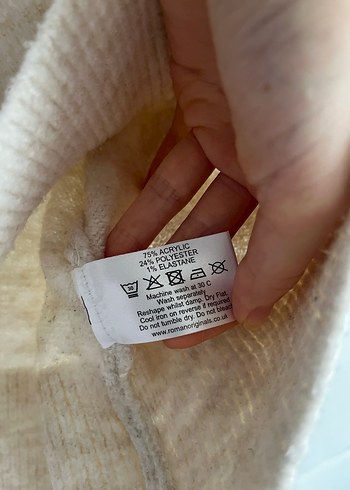 75% ACRYLIC
24% POLYESTER
1% ELASTANE
30
Machine wash at 30 C
Wash separately
Reshape whilst damp. Dry Flat.
Cool Iron on reverse if required
Do not tumble dry. Do not bleach
www.romanoriginals.co.uk